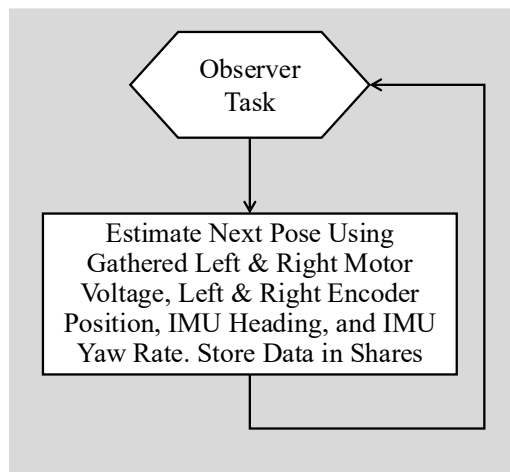 Observer
Task
Estimate Next Pose Using
Gathered Left & Right Motor
Voltage, Left & Right Encoder
Position, IMU Heading, and IMU
Yaw Rate. Store Data in Shares